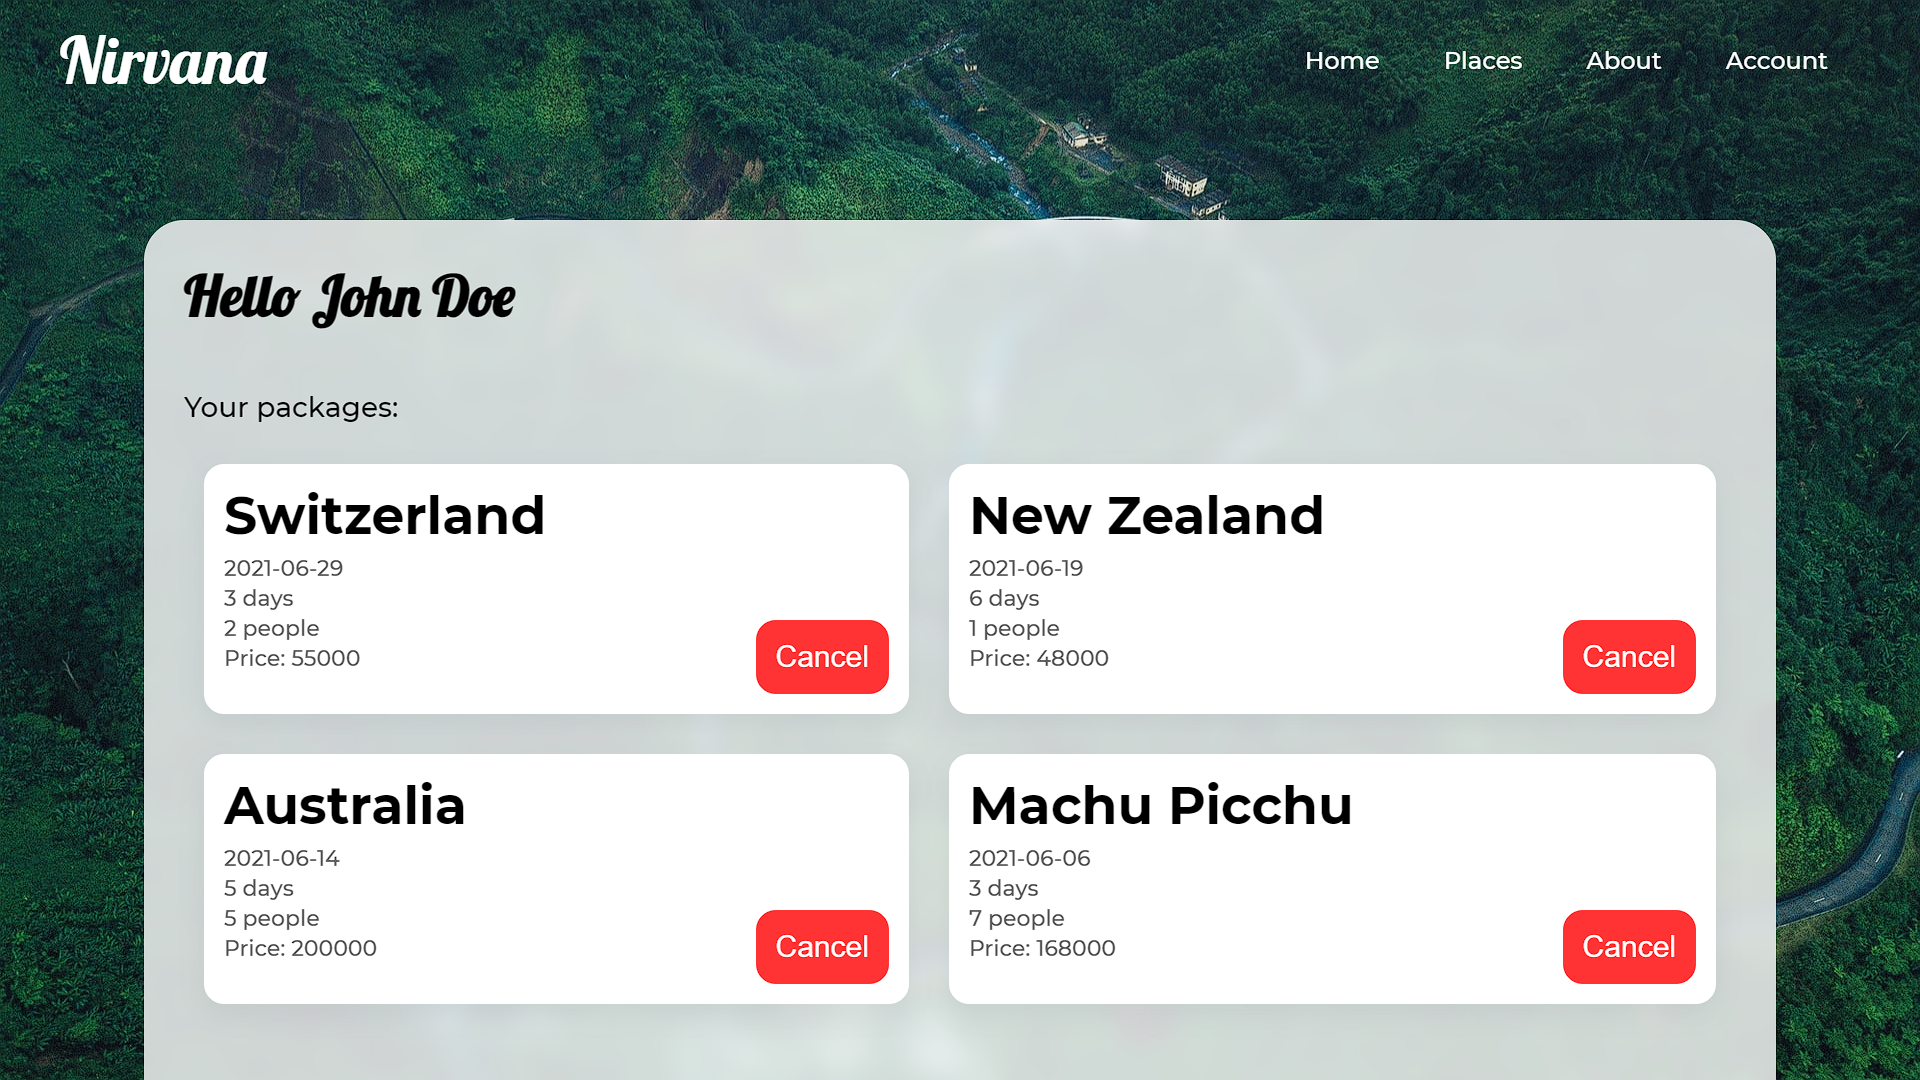 Nirvana
Home Places About Account
Hello John Doe
Your packages:
Switzerland
2021-06-29
3 days
2 people
Price: 55000
Cancel
New Zealand
2021-06-19
6 days
1 people
Price: 48000
Cancel
Australia
2021-06-14
5 days
5 people
Price: 200000
Cancel
Machu Picchu
2021-06-06
3 days
7 people
Price: 168000
Cancel